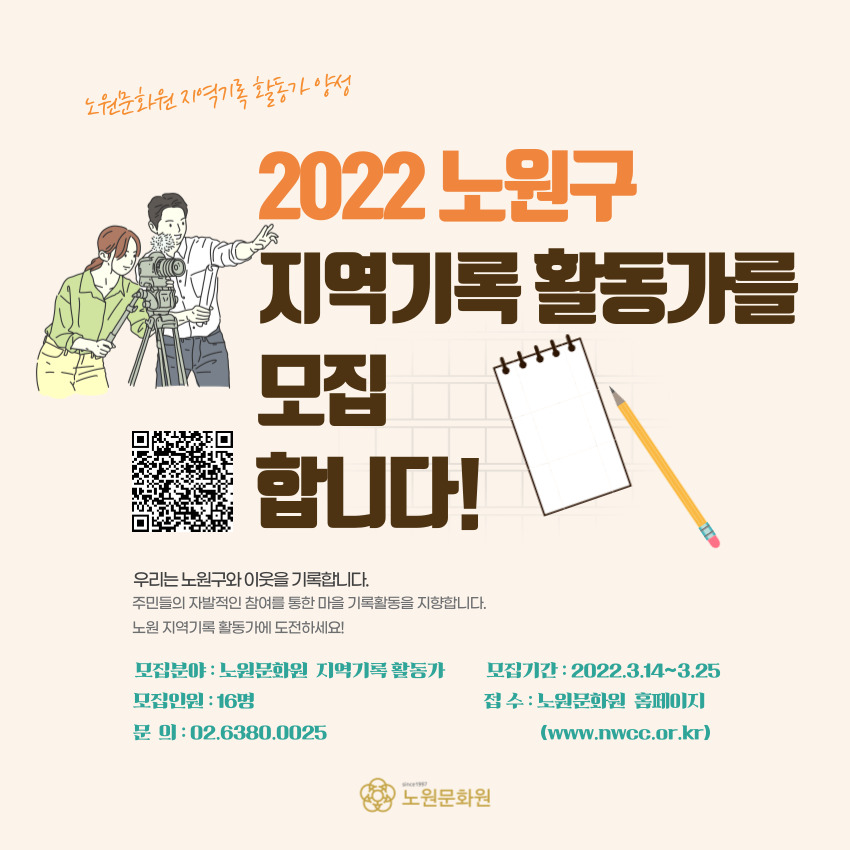 노원문화원 지역기록 활동가 양성
2022 노원구
지역기록 활동가를
모집
합니다!
우리는 노원구와 이웃을 기록합니다.
주민들의 자발적인 참여를 통한 마을 기록활동을 지향합니다.
노원 지역기록 활동가에 도전하세요!
모집분야 : 노원문화원 지역기록 활동가
모집인원 : 16명
문 의 : 02.6380.0025
모집기간 : 2022.3.14~3.25
접 수 : 노원문화원 홈페이지
(www.nwcc.or.kr)
since1997
노원문화원